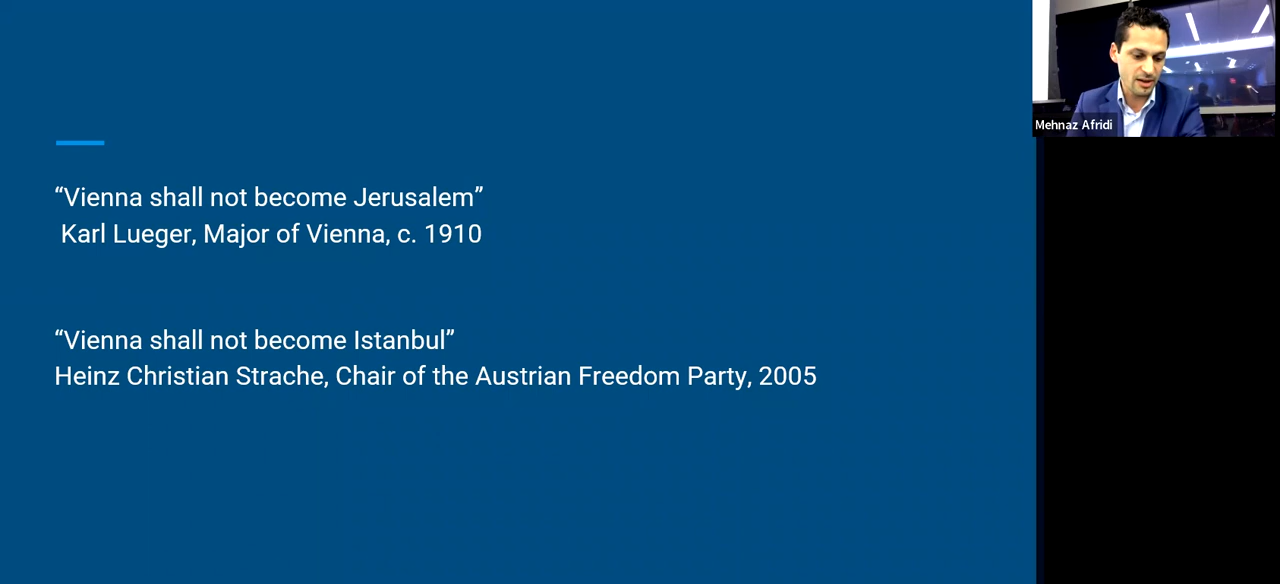 “Vienna shall not become Jerusalem”
Karl Lueger, Major of Vienna, c. 1910
“Vienna shall not become Istanbul”
Heinz Christian Strache, Chair of the Austrian Freedom Party, 2005
Mehnaz Afridi